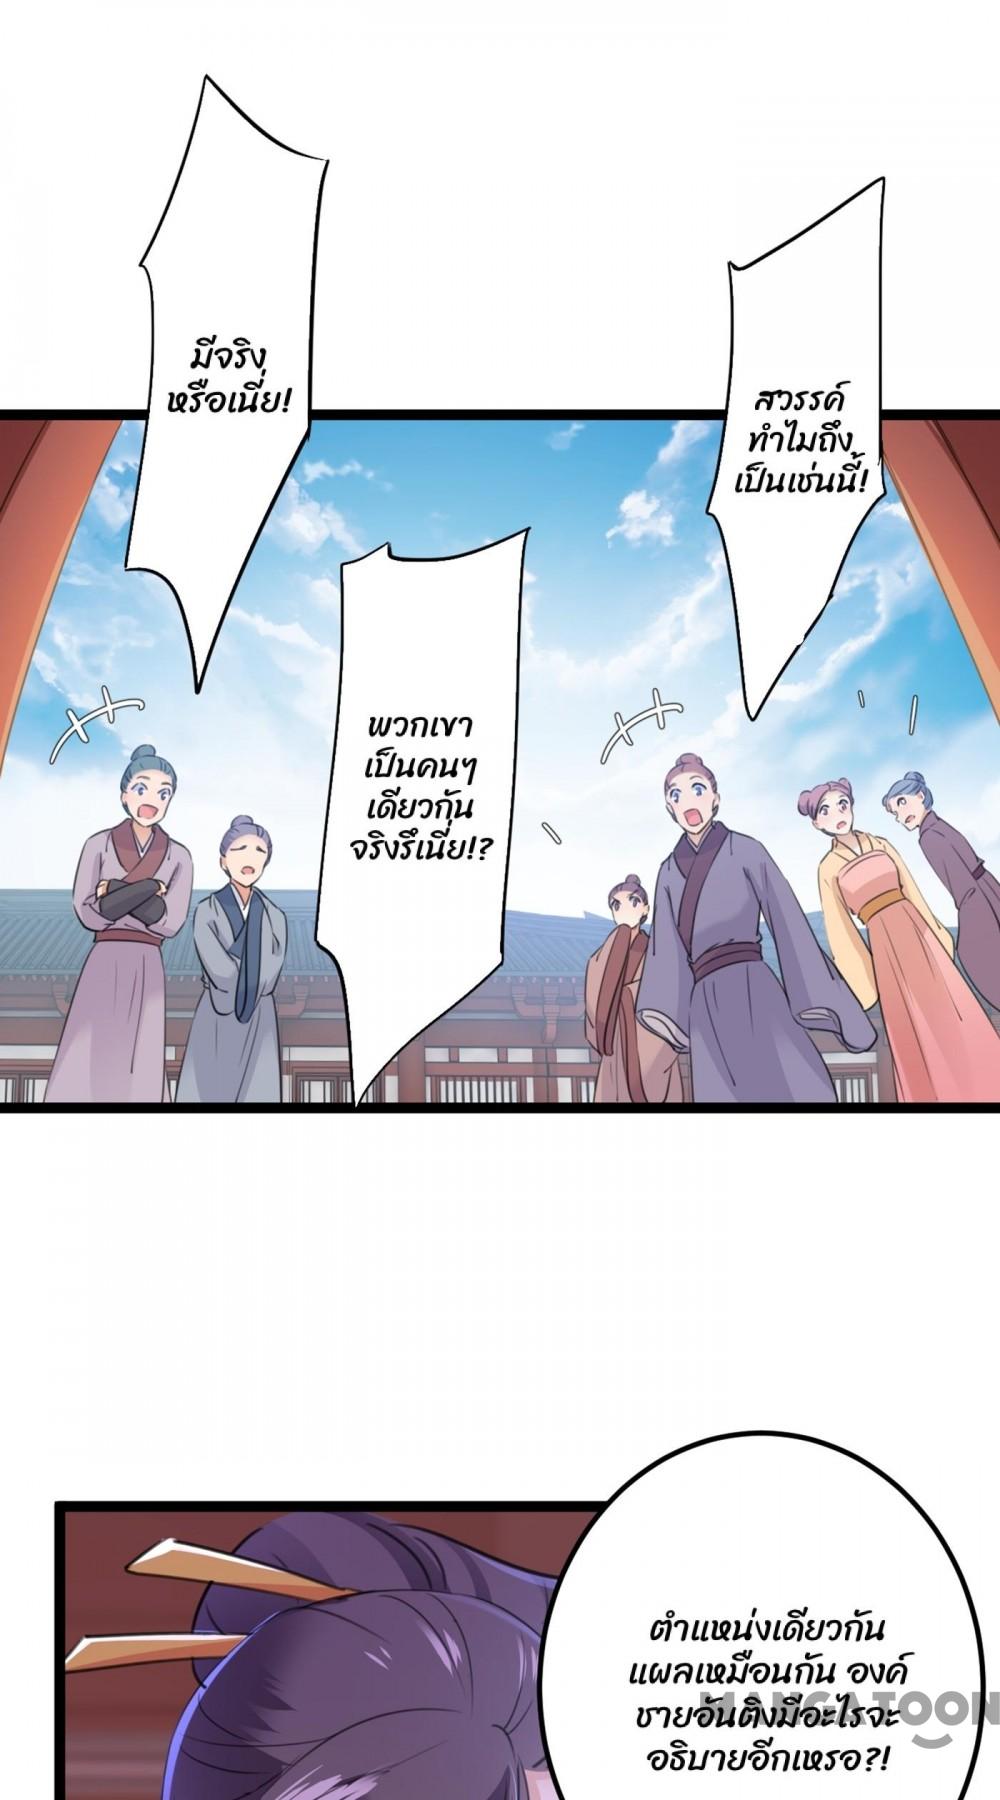 มีจริง
หรือเนี่ย!
สวรรค์
ทำไมถึง
เป็นเช่นนี้!
พวกเขา
เป็นคนๆ
เดียวกัน
จริงรึเนี่ย!?
ตำแหน่งเดียวกัน
แผลเหมือนกัน องค์
ชายอันติงมีอะไรจะ
อธิบายอีกเหรอ?!
MANGATOON